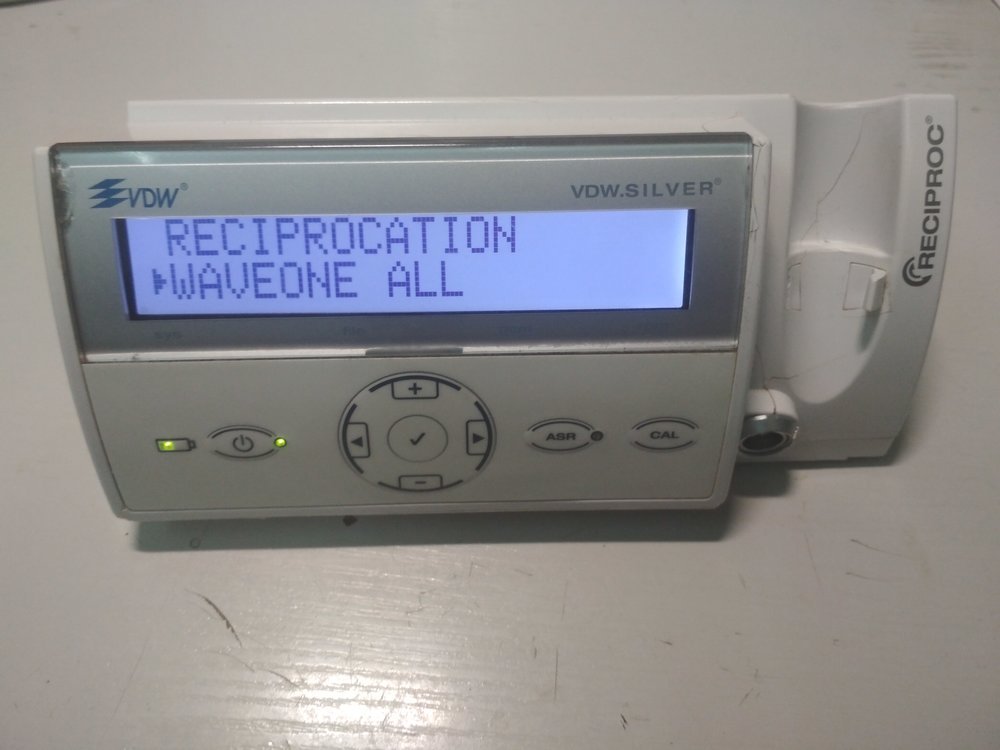 VDW®
VDW.SILVER®
RECIPROCATION
WAVEONE ALL
ASR
CAL
RECIPROC®